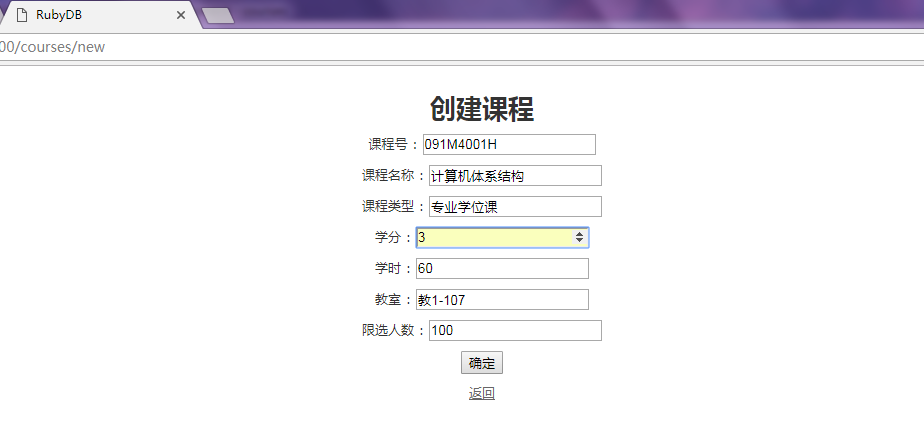 RubyDB
00/courses/new
创建课程
课程号：091M4001H
课程名称：计算机体系结构
课程类型：专业学位课
学分：3
学时：60
教室：教1-107
限选人数：100
确定
返回